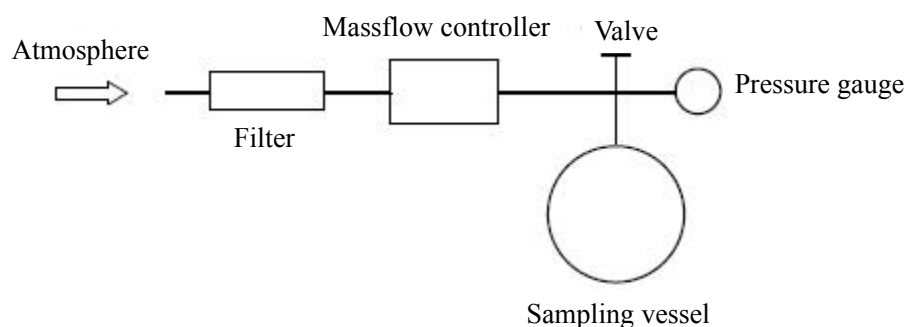 Massflow controller
Valve
Atmosphere
Pressure gauge
Filter
Sampling vessel